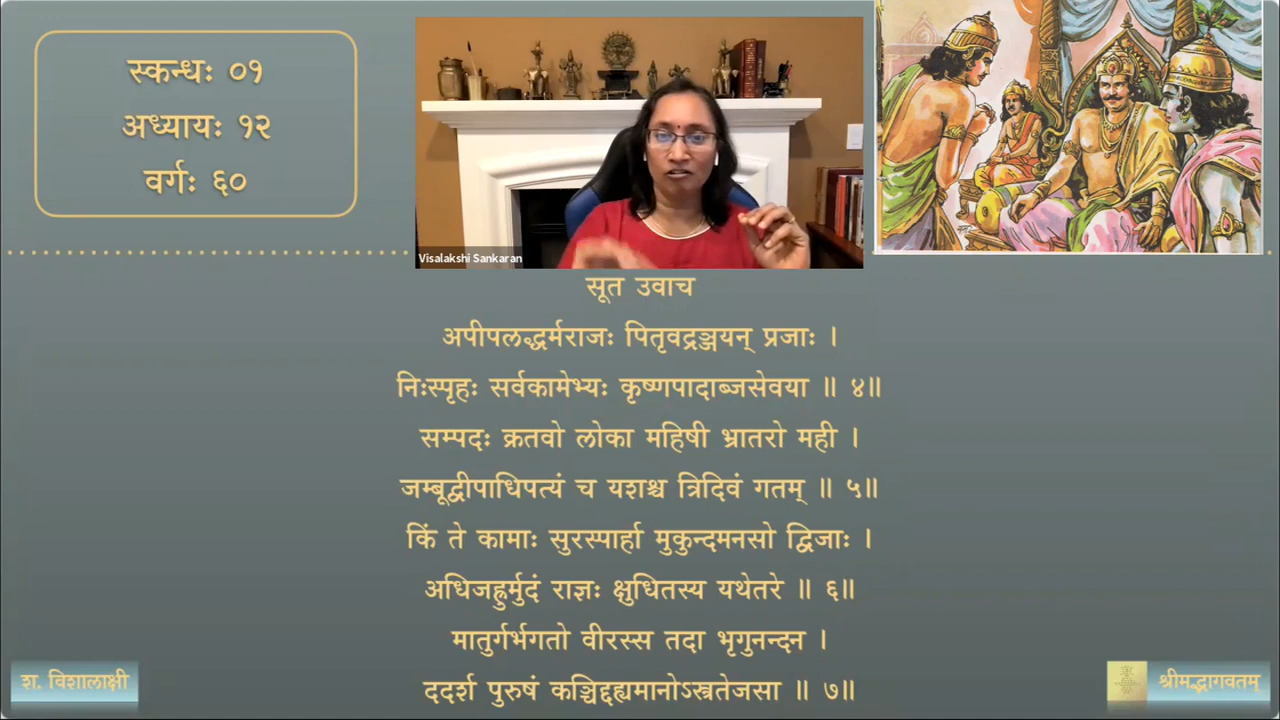 स्कन्धः ०१
अध्यायः १२
वर्गः ६०
Visalakshi Sankaran
सूत उवाच
अपीपलद्धर्मराजः पितृवद्रञ्जयन् प्रजाः ।
निःस्पृहः सर्वकामेभ्यः कृष्णपादाब्जसेवया ॥ ४॥
सम्पदः क्रतवो लोका महिषी भ्रातरो मही ।
जम्बूद्वीपाधिपत्यं च यशश्च त्रिदिवं गतम् ॥ ५॥
किं ते कामाः सुरस्पार्हा मुकुन्दमनसो द्विजाः ।
अधिजह्रुर्मुदं राज्ञः क्षुधितस्य यथेतरे ॥ ६॥
मातुर्गर्भगतो वीरस्स तदा भृगुनन्दन ।
ददर्श पुरुषं कञ्चिद्दह्यमानोऽस्त्रतेजसा ॥ ७॥
श. विशालाक्षी
श्रीमद्भागवतम्